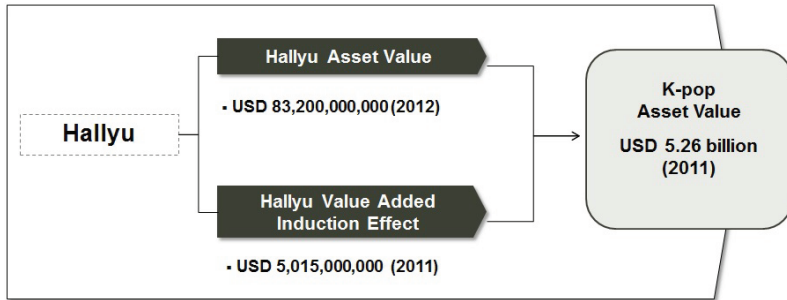 Hallyu
Hallyu Asset Value
▪ USD 83,200,000,000 (2012)
Hallyu Value Added
Induction Effect
▪ USD 5,015,000,000 (2011)
K-pop
Asset Value
USD 5.26 billion
(2011)